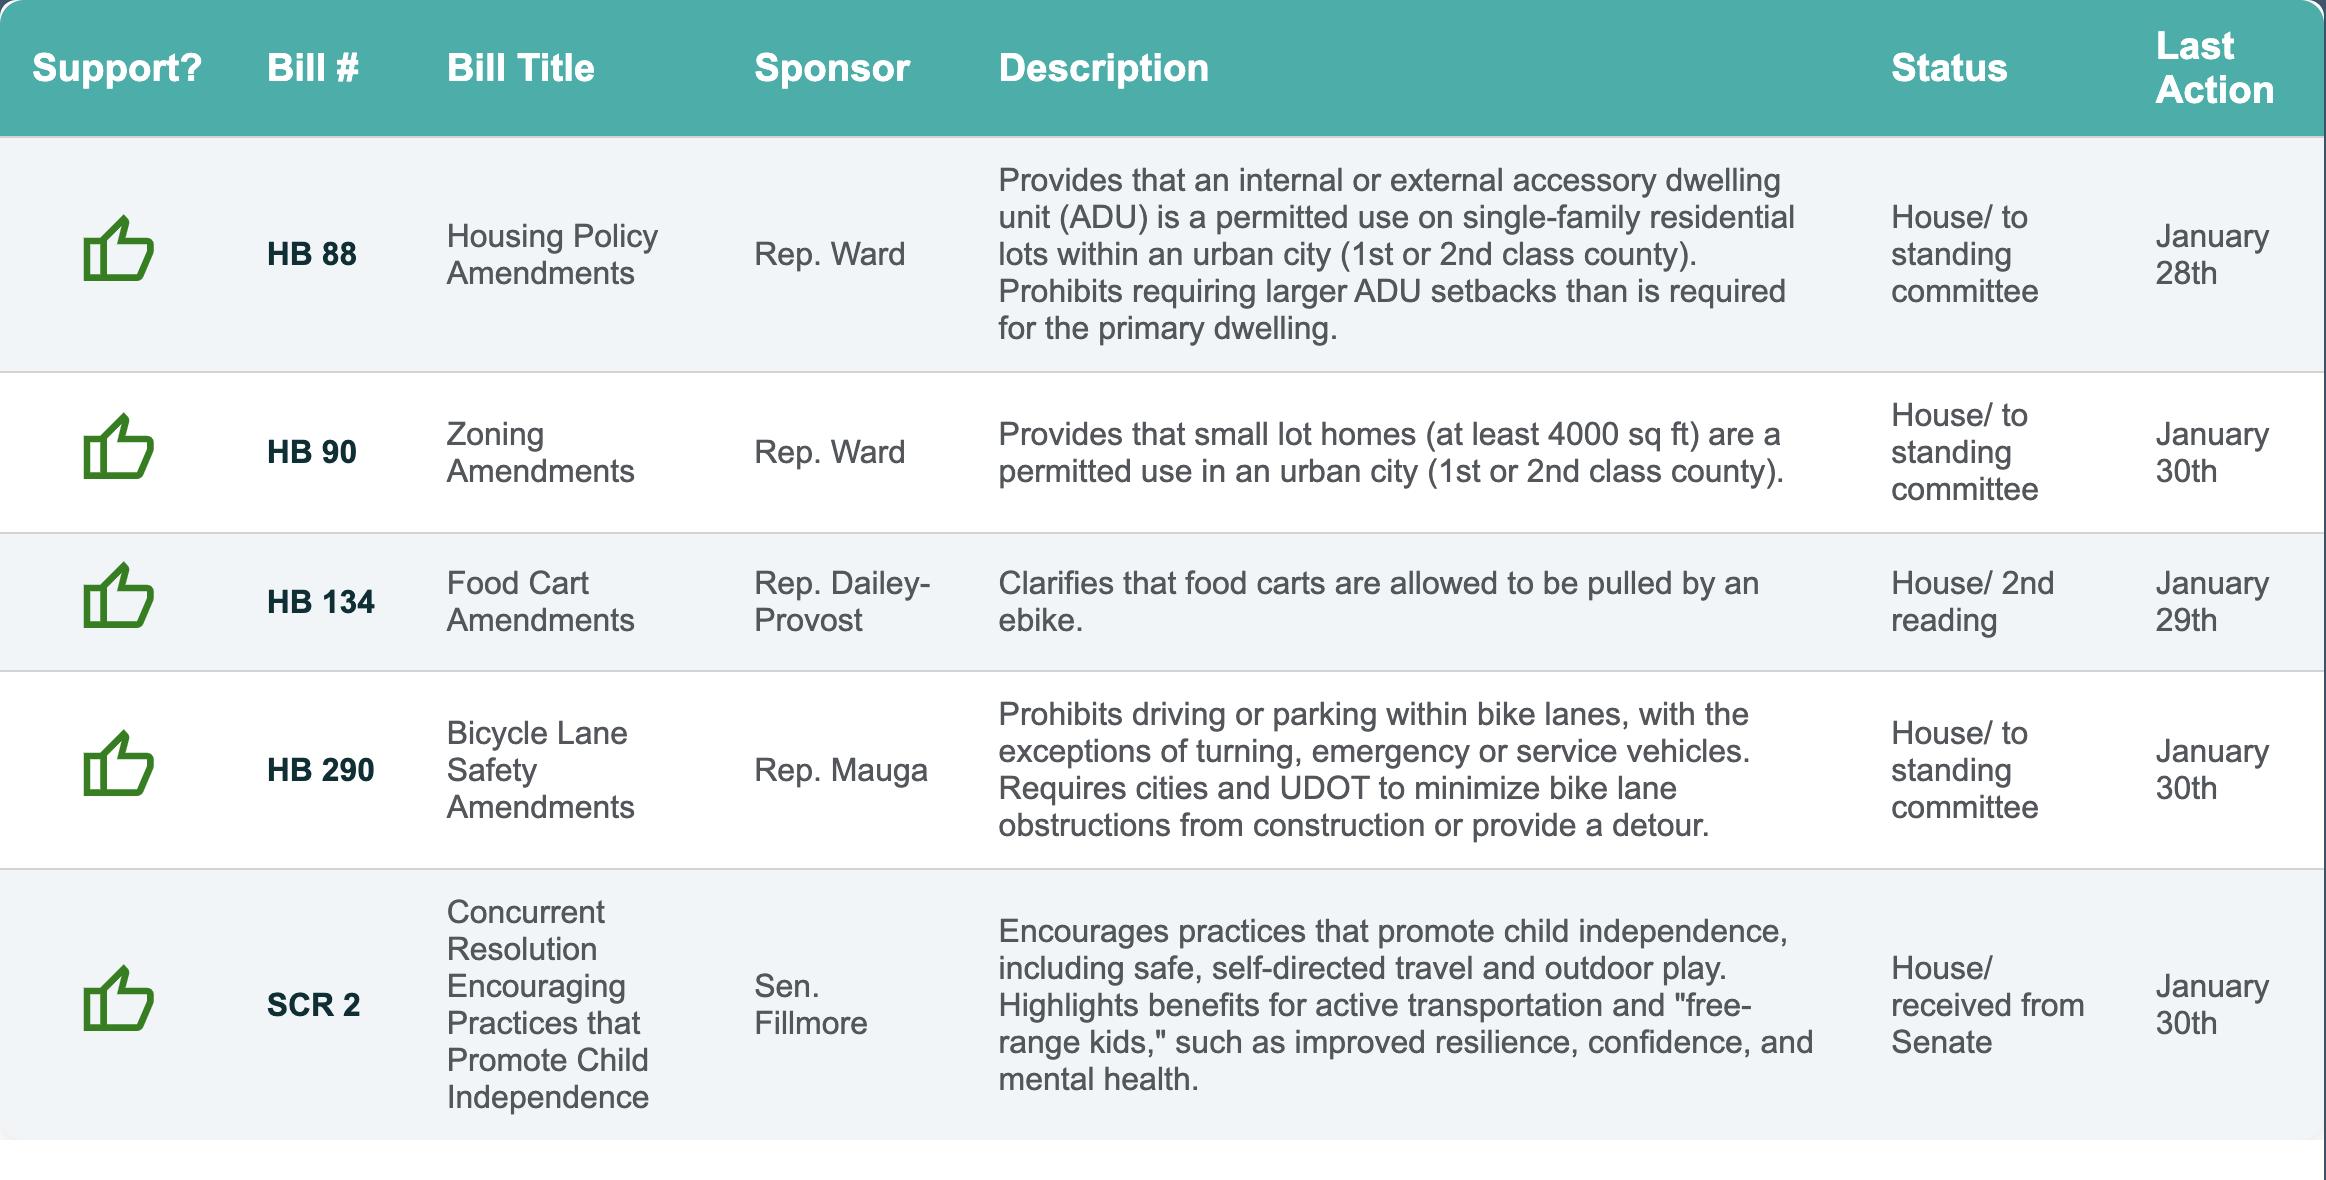 Support? Bill # Bill Title Sponsor Description Status Last
Action
HB 88
Housing Policy
Amendments
Rep. Ward
Provides that an internal or external accessory dwelling
unit (ADU) is a permitted use on single-family residential
lots within an urban city (1st or 2nd class county).
Prohibits requiring larger ADU setbacks than is required
for the primary dwelling.
House/ to
standing
committee
January
28th
HB 90
Zoning
Amendments
Rep. Ward
Provides that small lot homes (at least 4000 sq ft) are a
permitted use in an urban city (1st or 2nd class county).
House/ to
standing
committee
January
30th
HB 134
Food Cart
Amendments
Rep. Dailey-
Provost
Clarifies that food carts are allowed to be pulled by an
ebike.
House/ 2nd
reading
January
29th
HB 290
Bicycle Lane
Safety
Amendments
Rep. Mauga
Prohibits driving or parking within bike lanes, with the
exceptions of turning, emergency or service vehicles.
Requires cities and UDOT to minimize bike lane
obstructions from construction or provide a detour.
House/ to
standing
committee
January
30th
SCR 2
Concurrent
Resolution
Encouraging
Practices that
Promote Child
Independence
Sen.
Fillmore
Encourages practices that promote child independence,
including safe, self-directed travel and outdoor play.
Highlights benefits for active transportation and "free-
range kids," such as improved resilience, confidence, and
mental health.
House/
received from
Senate
January
30th